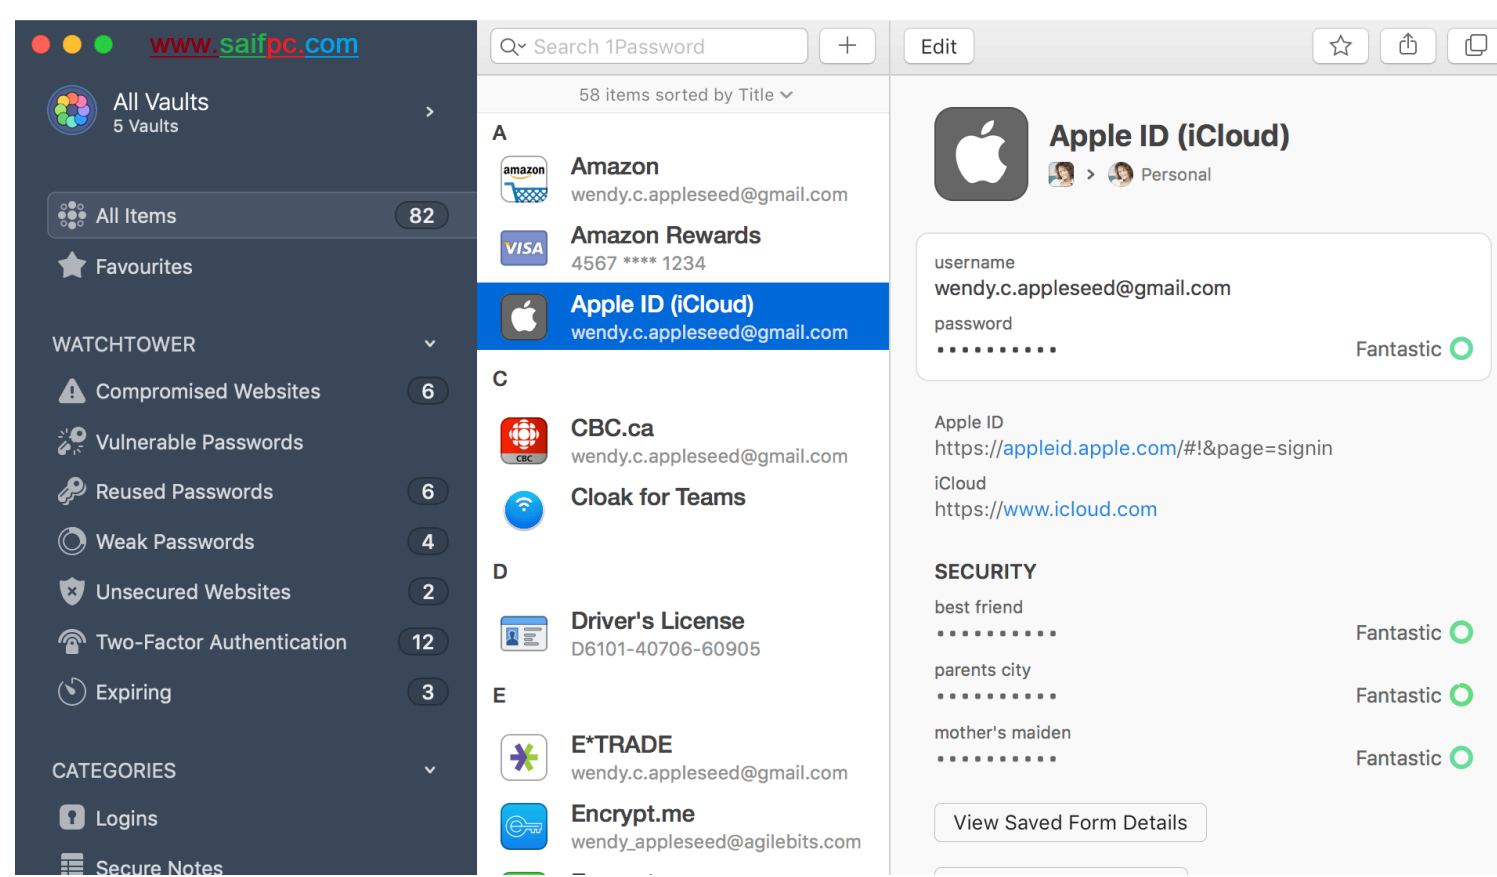 www.saifpc.com
All Vaults
5 Vaults
All Items 82
Favourites
WATCHTOWER
Compromised Websites 6
Vulnerable Passwords
Reused Passwords 6
Weak Passwords 4
Unsecured Websites 2
Two-Factor Authentication 12
Expiring 3
CATEGORIES
Logins
Secure Notes
Search 1Password
58 items sorted by Title
A
amazon
Amazon
wendy.c.appleseed@gmail.com
VISA
Amazon Rewards
4567 **** 1234
Apple ID (iCloud)
wendy.c.appleseed@gmail.com
C
CBC
CBC.ca
wendy.c.appleseed@gmail.com
Cloak for Teams
D
Driver's License
D6101-40706-60905
E
E*TRADE
wendy.c.appleseed@gmail.com
Encrypt.me
wendy_appleseed@agilebits.com
Edit
Apple ID (iCloud)
Personal
username
wendy.c.appleseed@gmail.com
password
•••••••••• Fantastic
Apple ID
https://appleid.apple.com/#!&page=signin
iCloud
https://www.icloud.com
SECURITY
best friend
•••••••••• Fantastic
parents city
•••••••••• Fantastic
mother's maiden
•••••••••• Fantastic
View Saved Form Details